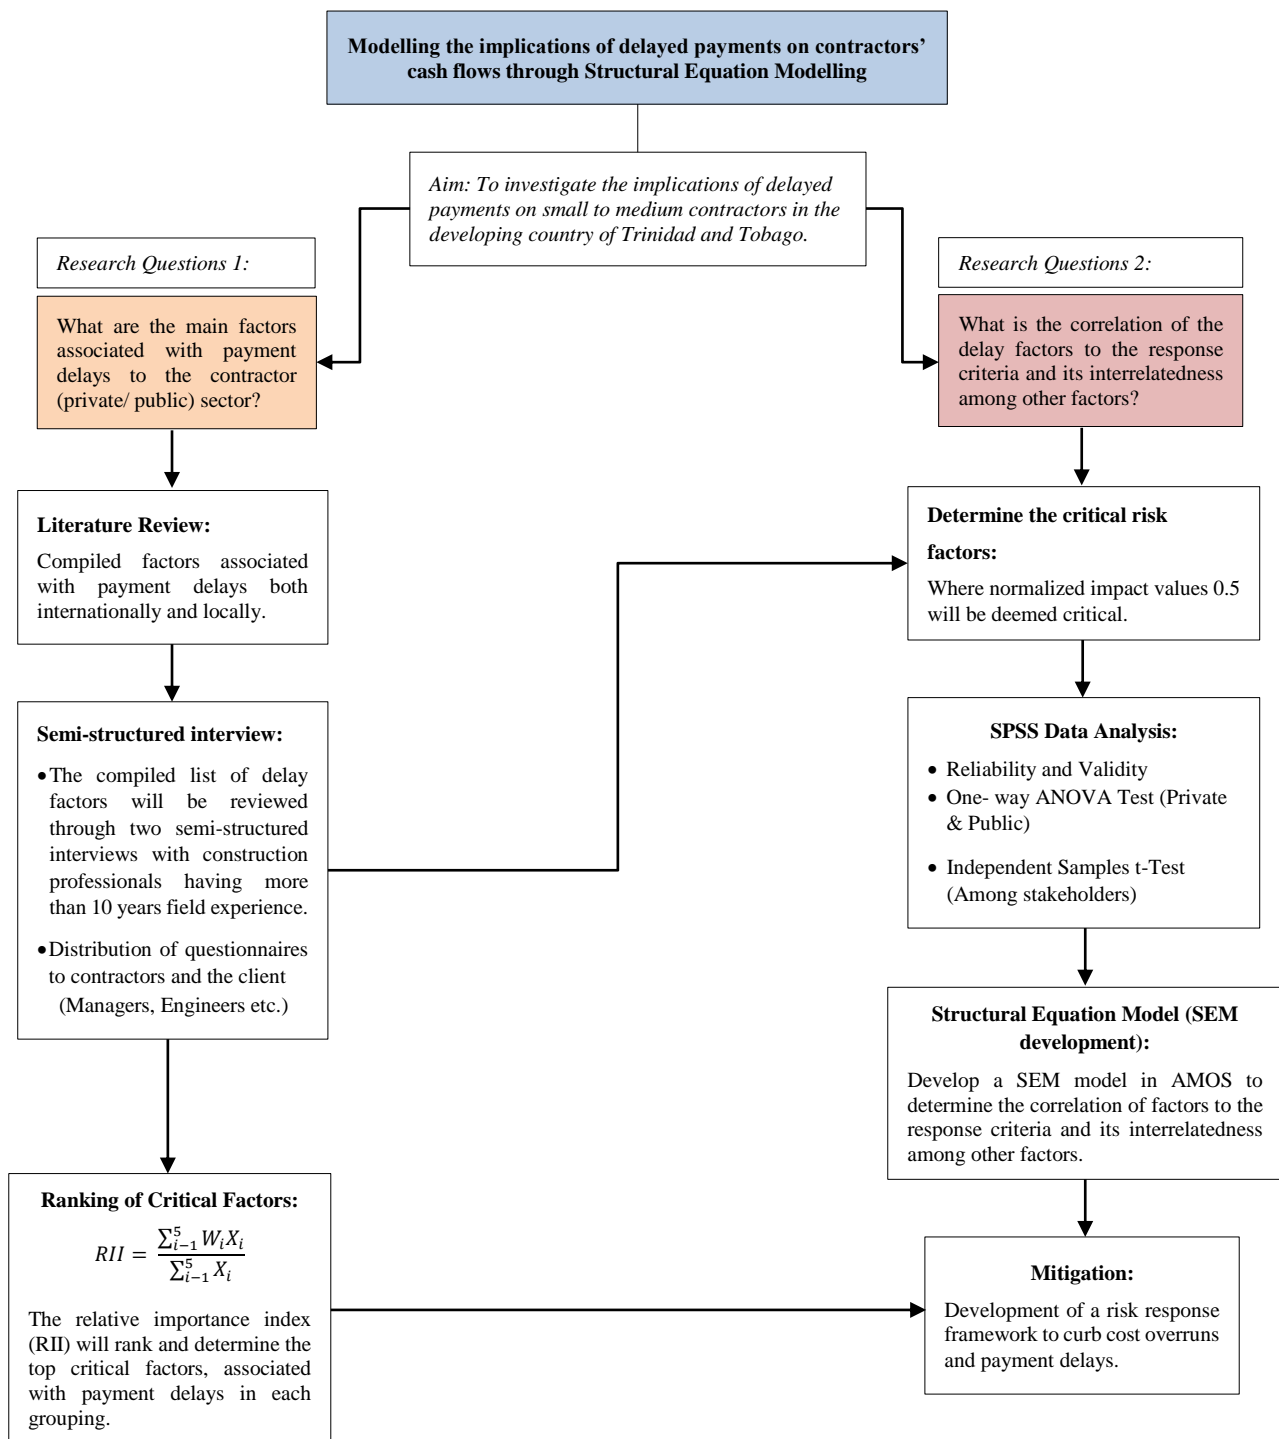 Modelling the implications of delayed payments on contractors’
cash flows through Structural Equation Modelling
Aim: To investigate the implications of delayed
payments on small to medium contractors in the
developing country of Trinidad and Tobago.
Research Questions 1:
What are the main factors
associated with payment
delays to the contractor
(private/ public) sector?
Literature Review:
Compiled factors associated
with payment delays both
internationally and locally.
Semi-structured interview:
•The compiled list of delay
factors will be reviewed
through two semi-structured
interviews with construction
professionals having more
than 10 years field experience.
•Distribution of questionnaires
to contractors and the client
(Managers, Engineers etc.)
Ranking of Critical Factors:
RII = \frac{\sum_{i-1}^{5} W_i X_i}{\sum_{i-1}^{5} X_i}
The relative importance index
(RII) will rank and determine the
top critical factors, associated
with payment delays in each
grouping.
Research Questions 2:
What is the correlation of the
delay factors to the response
criteria and its interrelatedness
among other factors?
Determine the critical risk
factors:
Where normalized impact values 0.5
will be deemed critical.
SPSS Data Analysis:
• Reliability and Validity
• One- way ANOVA Test (Private
& Public)
• Independent Samples t-Test
(Among stakeholders)
Structural Equation Model (SEM
development):
Develop a SEM model in AMOS to
determine the correlation of factors to the
response criteria and its interrelatedness
among other factors.
Mitigation:
Development of a risk response
framework to curb cost overruns
and payment delays.